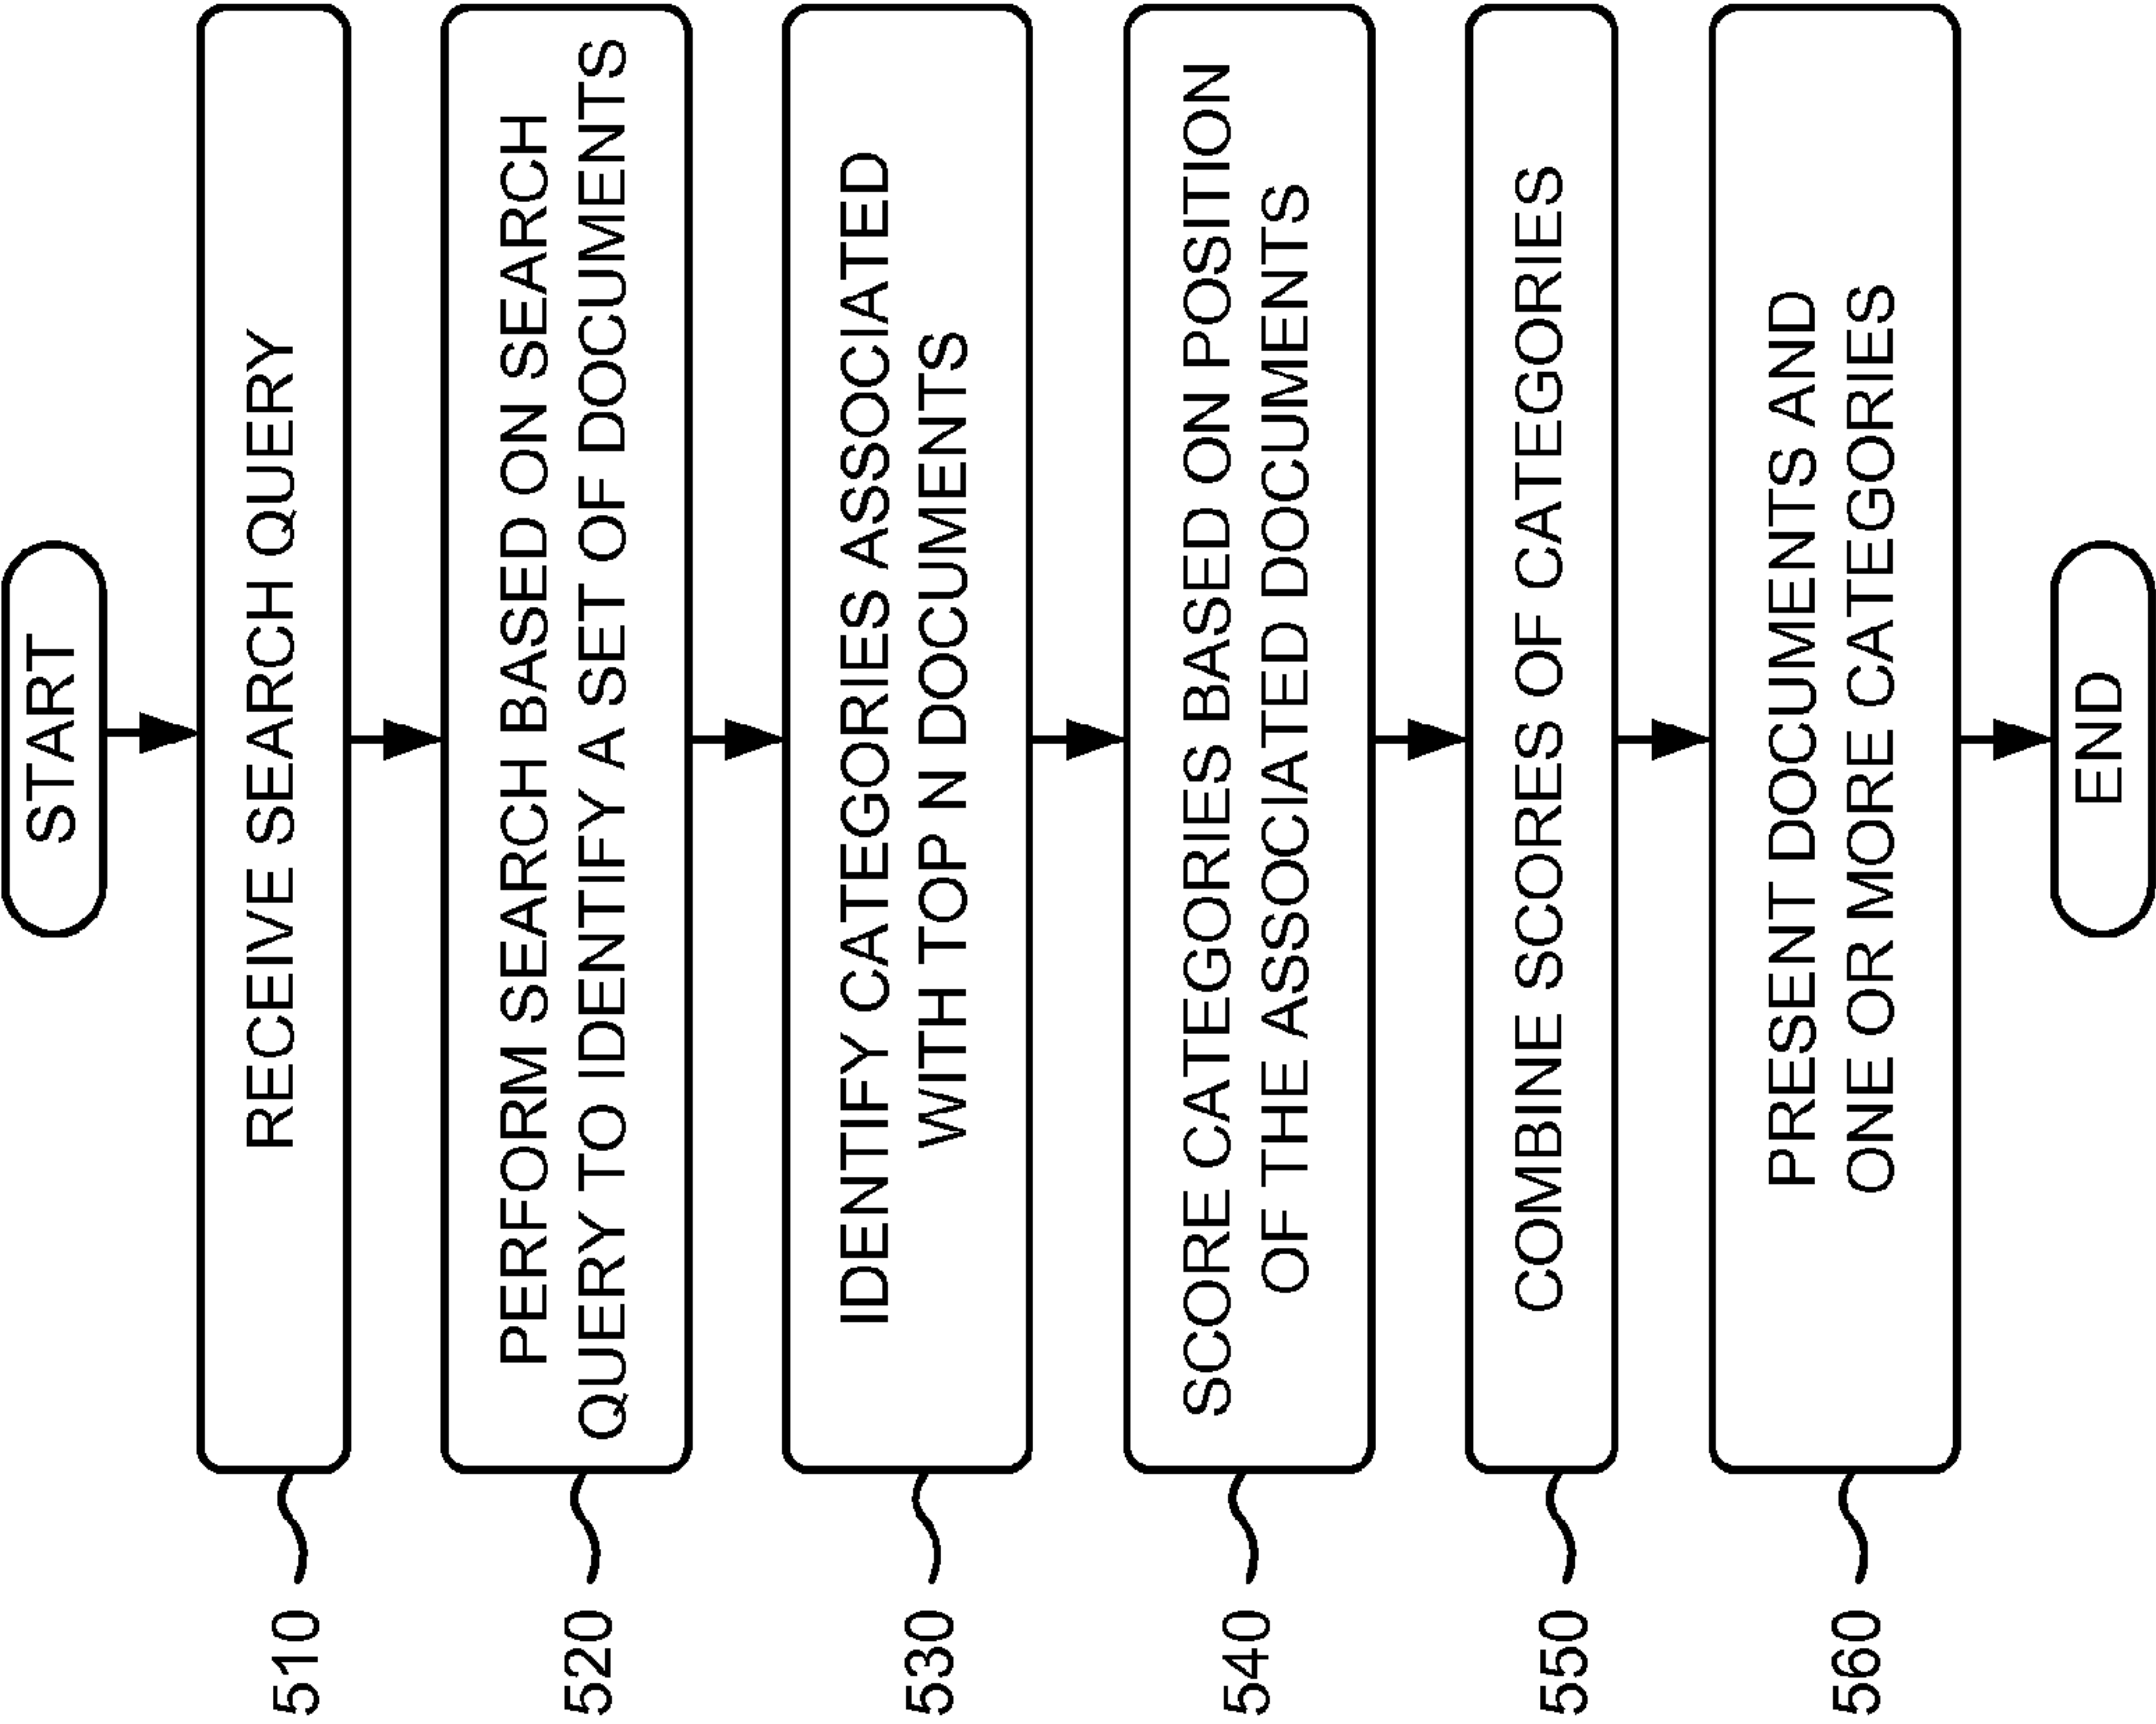 START
510
RECEIVE SEARCH QUERY
520
PERFORM SEARCH BASED ON SEARCH
QUERY TO IDENTIFY A SET OF DOCUMENTS
530
IDENTIFY CATEGORIES ASSOCIATED
WITH TOP N DOCUMENTS
540
SCORE CATEGORIES BASED ON POSITION
OF THE ASSOCIATED DOCUMENTS
550
COMBINE SCORES OF CATEGORIES
560
PRESENT DOCUMENTS AND
ONE OR MORE CATEGORIES
END